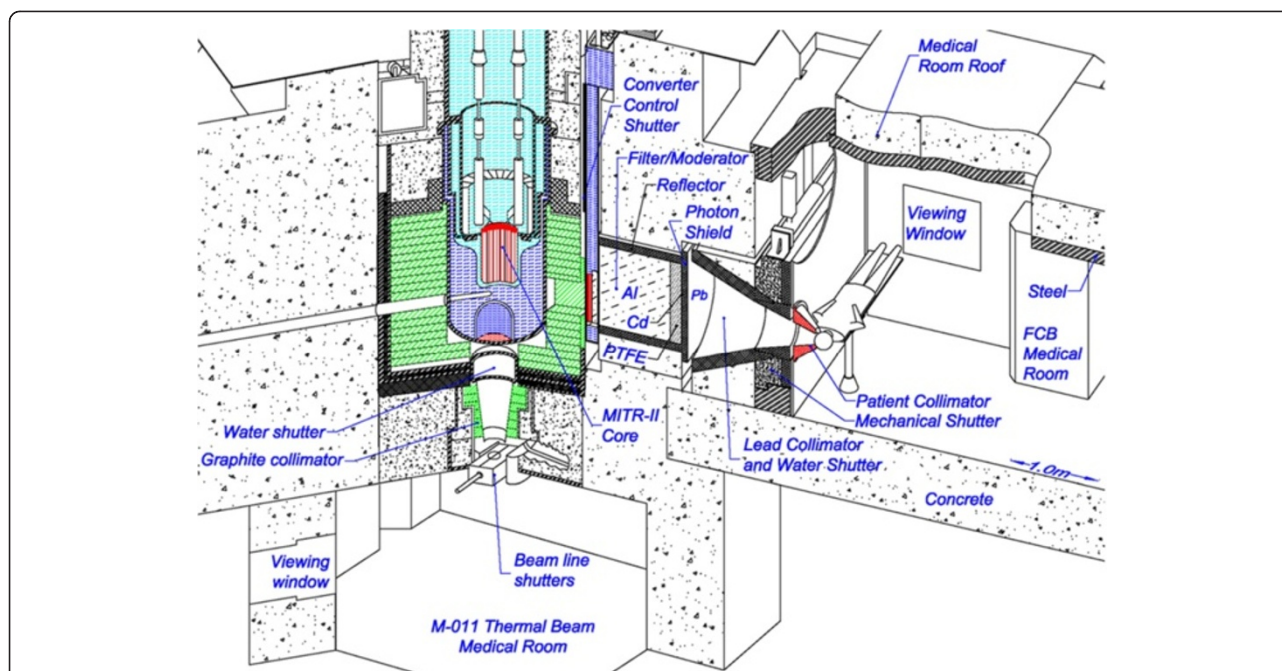 Medical
Room Roof
Converter
Control
Shutter
Filter/Moderator
Reflector
Photon
Shield
Viewing
Window
Al
Pb
Cd
PTFE
Steel
FCB
Medical
Room
Patient Collimator
Mechanical Shutter
Water shutter
Graphite collimator
MITR-II
Core
Lead Collimator
and Water Shutter
1.0m
Concrete
Viewing
window
Beam line
shutters
M-011 Thermal Beam
Medical Room